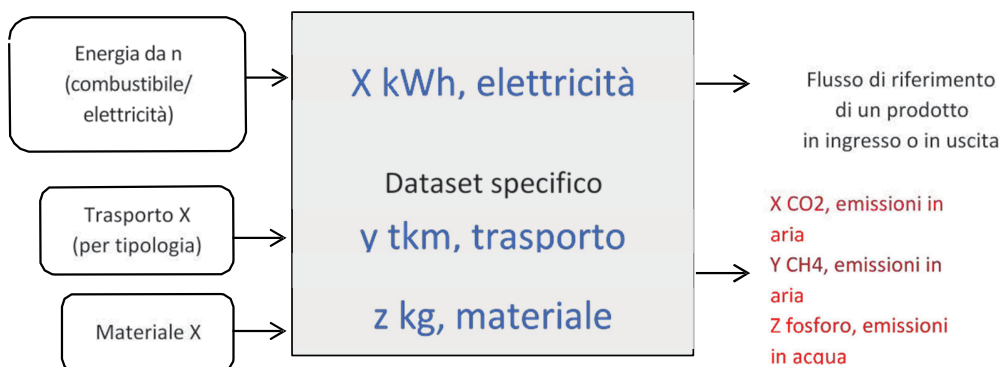 Energia da n
(combustibile/
elettricità)
Trasporto X
(per tipologia)
Materiale X
X kWh, elettricità
Dataset specifico
y tkm, trasporto
z kg, materiale
Flusso di riferimento
di un prodotto
in ingresso o in uscita
X CO2, emissioni in
aria
Y CH4, emissioni in
aria
Z fosforo, emissioni
in acqua